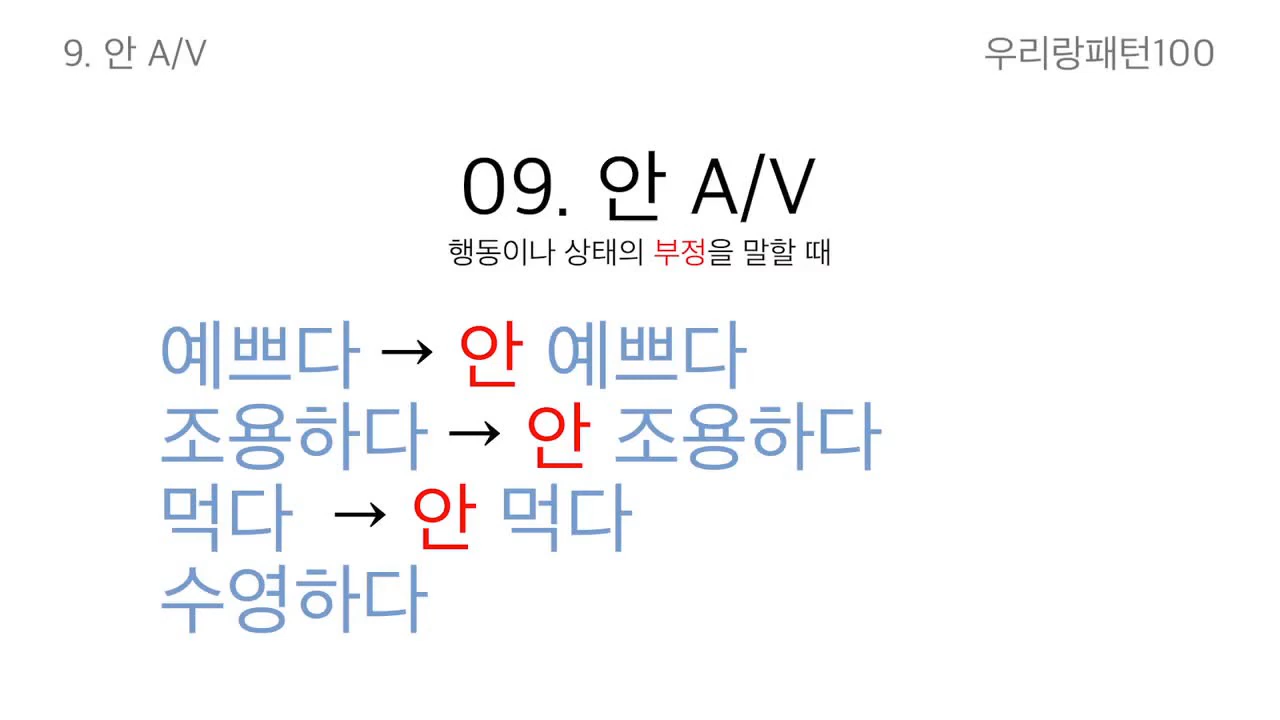 9. 안 A/V
우리랑패턴100
09. 안 A/V
행동이나 상태의 부정을 말할 때
예쁘다 → 안 예쁘다
조용하다 → 안 조용하다
먹다 → 안 먹다
수영하다